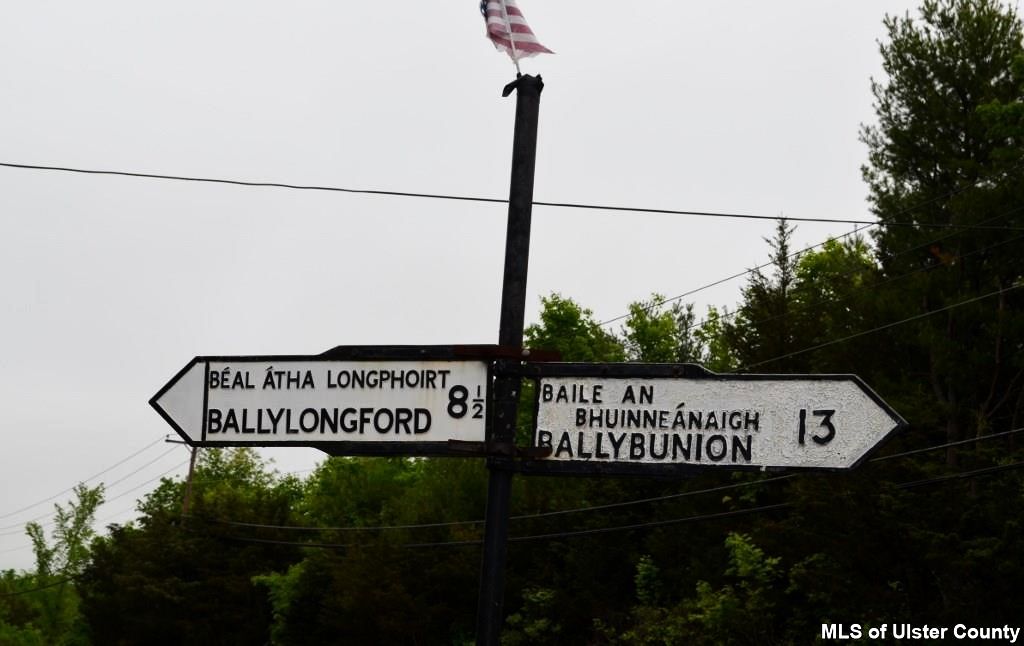 BÉAL ÁTHA LONGPHOIRT
BALLYLONGFORD 8½
BAILE AN
BHUINNEÁNAIGH
BALLYBUNION 13
MLS of Ulster County